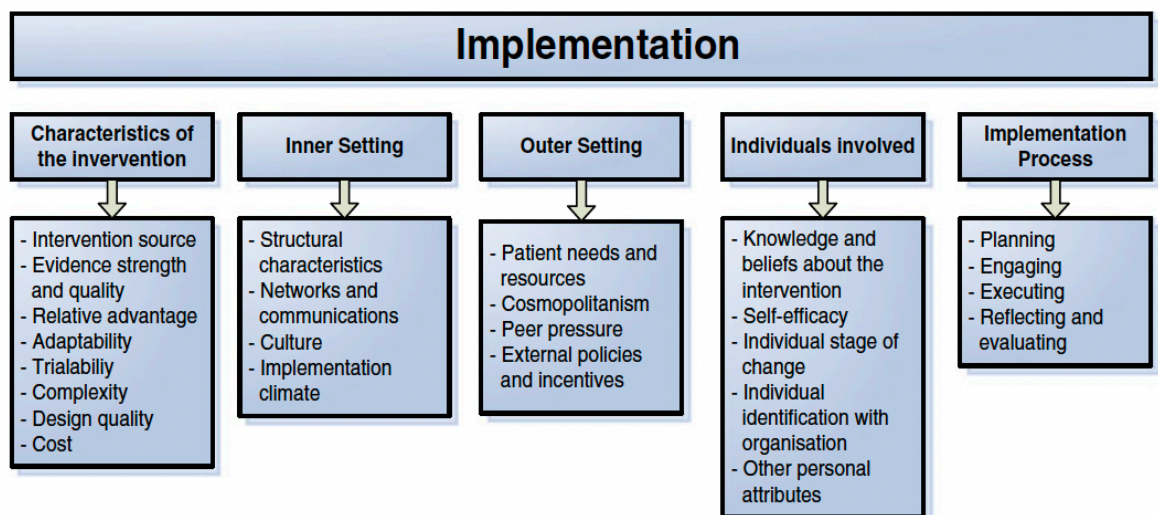 Implementation
Characteristics of
the invervention
Inner Setting
Outer Setting
Individuals involved
Implementation
Process
- Intervention source
- Evidence strength
and quality
- Relative advantage
- Adaptability
- Trialabiliy
- Complexity
- Design quality
- Cost
- Structural
characteristics
- Networks and
communications
- Culture
- Implementation
climate
- Patient needs and
resources
- Cosmopolitanism
- Peer pressure
- External policies
and incentives
- Knowledge and
beliefs about the
intervention
- Self-efficacy
- Individual stage of
change
- Individual
identification with
organisation
- Other personal
attributes
- Planning
- Engaging
- Executing
- Reflecting and
evaluating